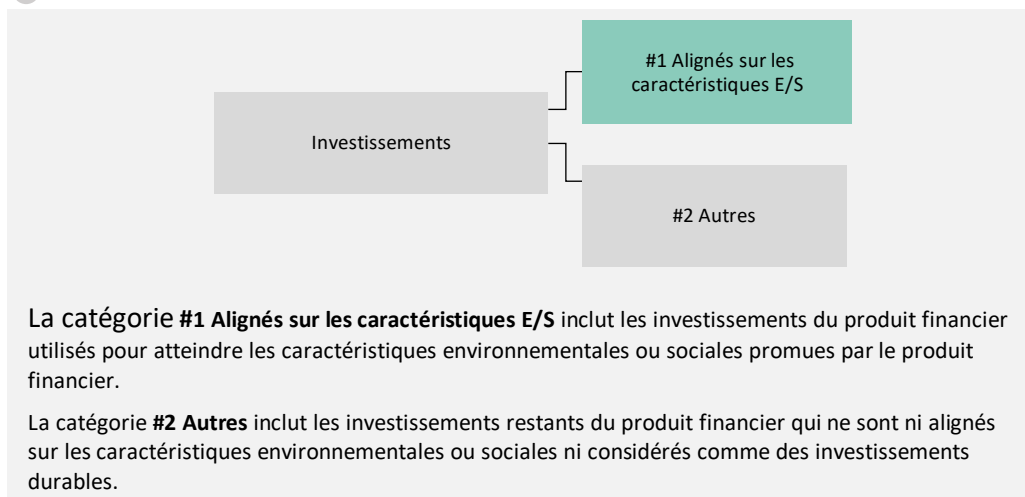 #1 Alignés sur les
caractéristiques E/S
Investissements
#2 Autres
La catégorie #1 Alignés sur les caractéristiques E/S inclut les investissements du produit financier
utilisés pour atteindre les caractéristiques environnementales ou sociales promues par le produit
financier.
La catégorie #2 Autres inclut les investissements restants du produit financier qui ne sont ni alignés
sur les caractéristiques environnementales ou sociales ni considérés comme des investissements
durables.